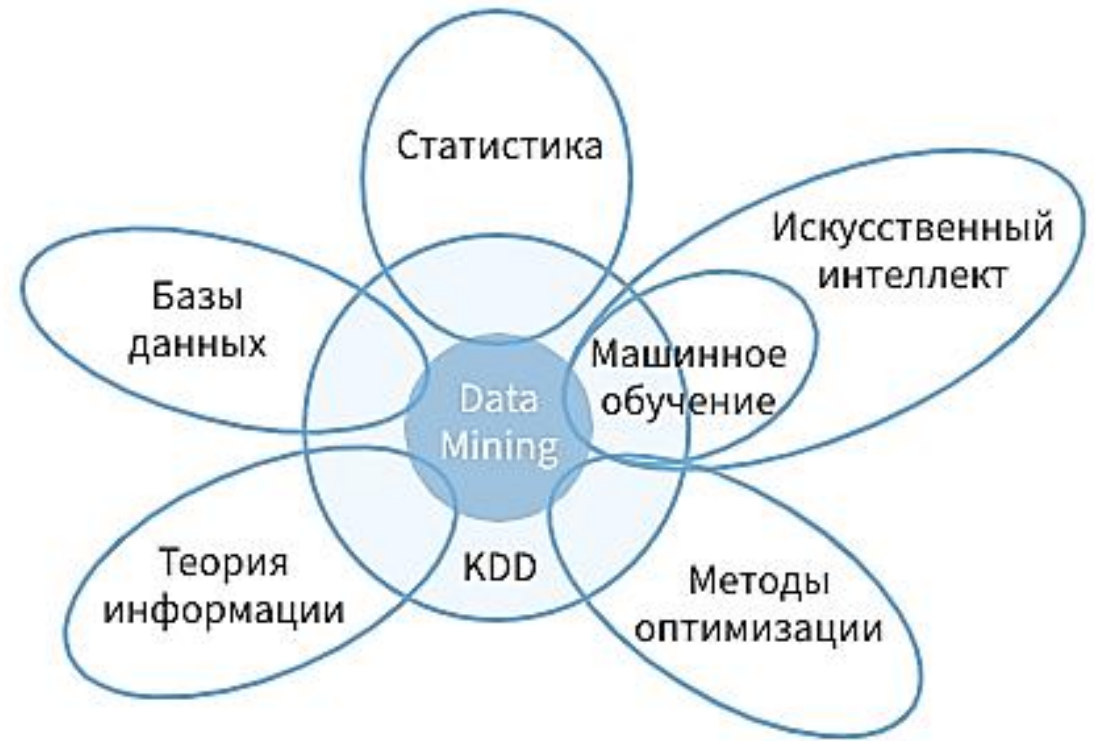 Статистика
Искусственный
интеллект
Базы
данных
Машинное
обучение
Data
Mining
Теория
информации
KDD
Методы
оптимизации